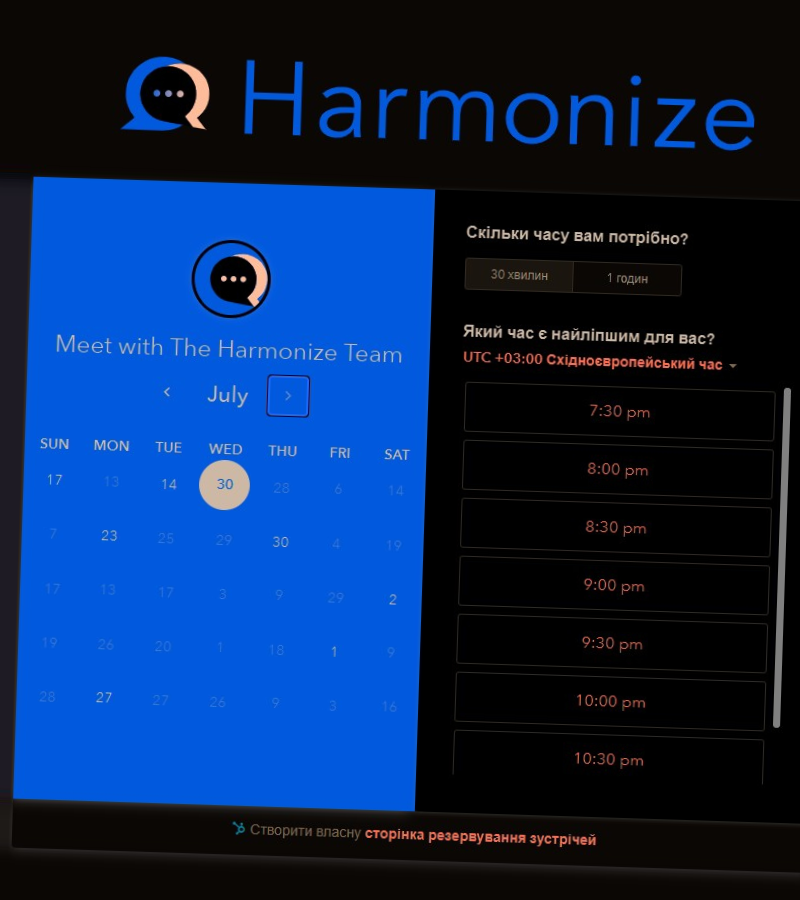 Harmonize
Meet with The Harmonize Team
July
SUN MON TUE WED THU FRI SAT
17 13 14 30 28 6 14
7 23 25 29 30 4 19
17 13 17 3 9 29 2
19 26 20 1 18 1 9
28 27 27 26 9 3 16
Скільки часу вам потрібно?
30 хвилин 1 годин
Який час є найліпшим для вас?
UTC +03:00 Східноєвропейський час
7:30 pm
8:00 pm
8:30 pm
9:00 pm
9:30 pm
10:00 pm
10:30 pm
Створити власну сторінка резервування зустрічей